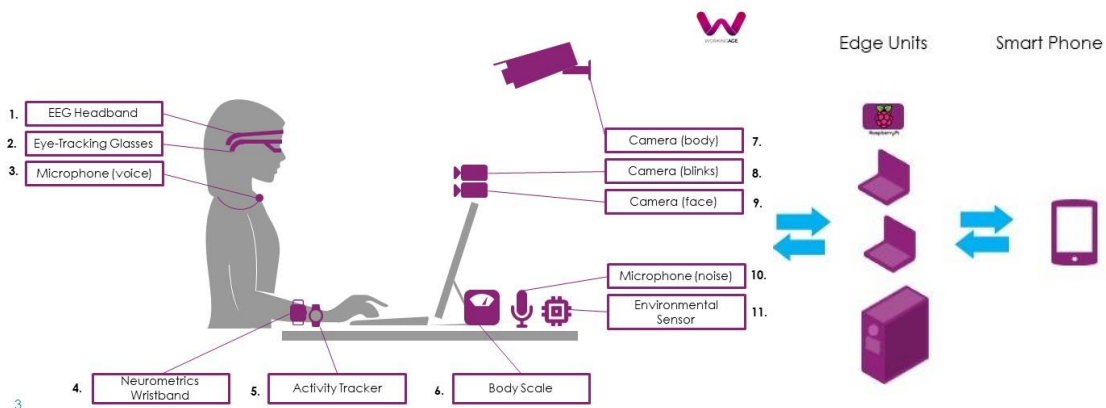 WORKINGAGE
Edge Units
Smart Phone
1. EEG Headband
2. Eye-Tracking Glasses
3. Microphone (voice)
Camera (body) 7.
Camera (blinks) 8.
Camera (face) 9.
RaspberryPi
Microphone (noise) 10.
Environmental
Sensor 11.
4. Neurometrics
Wristband
5. Activity Tracker
6. Body Scale
3